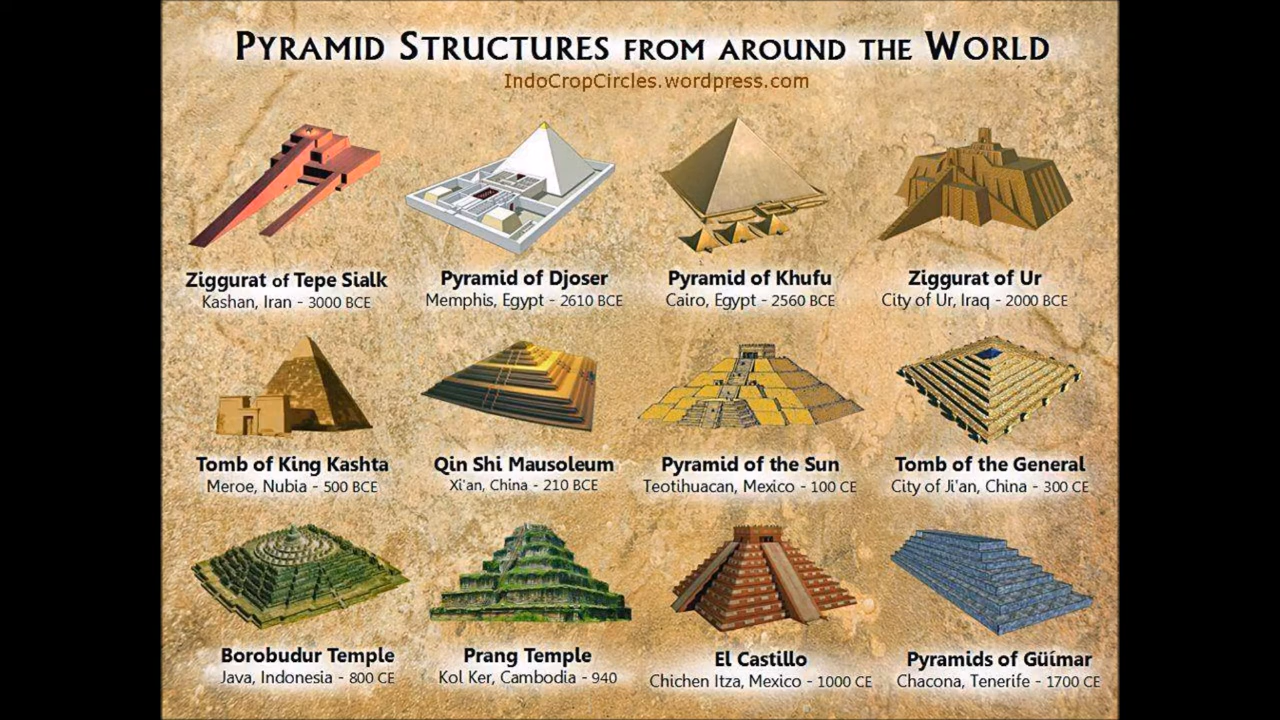 PYRAMID STRUCTURES FROM AROUND THE WORLD
IndoCropCircles.wordpress.com
Ziggurat of Tepe Sialk
Kashan, Iran - 3000 BCE
Pyramid of Djoser
Memphis, Egypt - 2610 BCE
Pyramid of Khufu
Cairo, Egypt - 2560 BCE
Ziggurat of Ur
City of Ur, Iraq - 2000 BCE
Tomb of King Kashta
Meroe, Nubia - 500 BCE
Qin Shi Mausoleum
Xi'an, China - 210 BCE
Pyramid of the Sun
Teotihuacan, Mexico - 100 CE
Tomb of the General
City of Ji'an, China - 300 CE
Borobudur Temple
Java, Indonesia - 800 CE
Prang Temple
Kol Ker, Cambodia - 940
El Castillo
Chichen Itza, Mexico - 1000 CE
Pyramids of Güímar
Chacona, Tenerife - 1700 CE